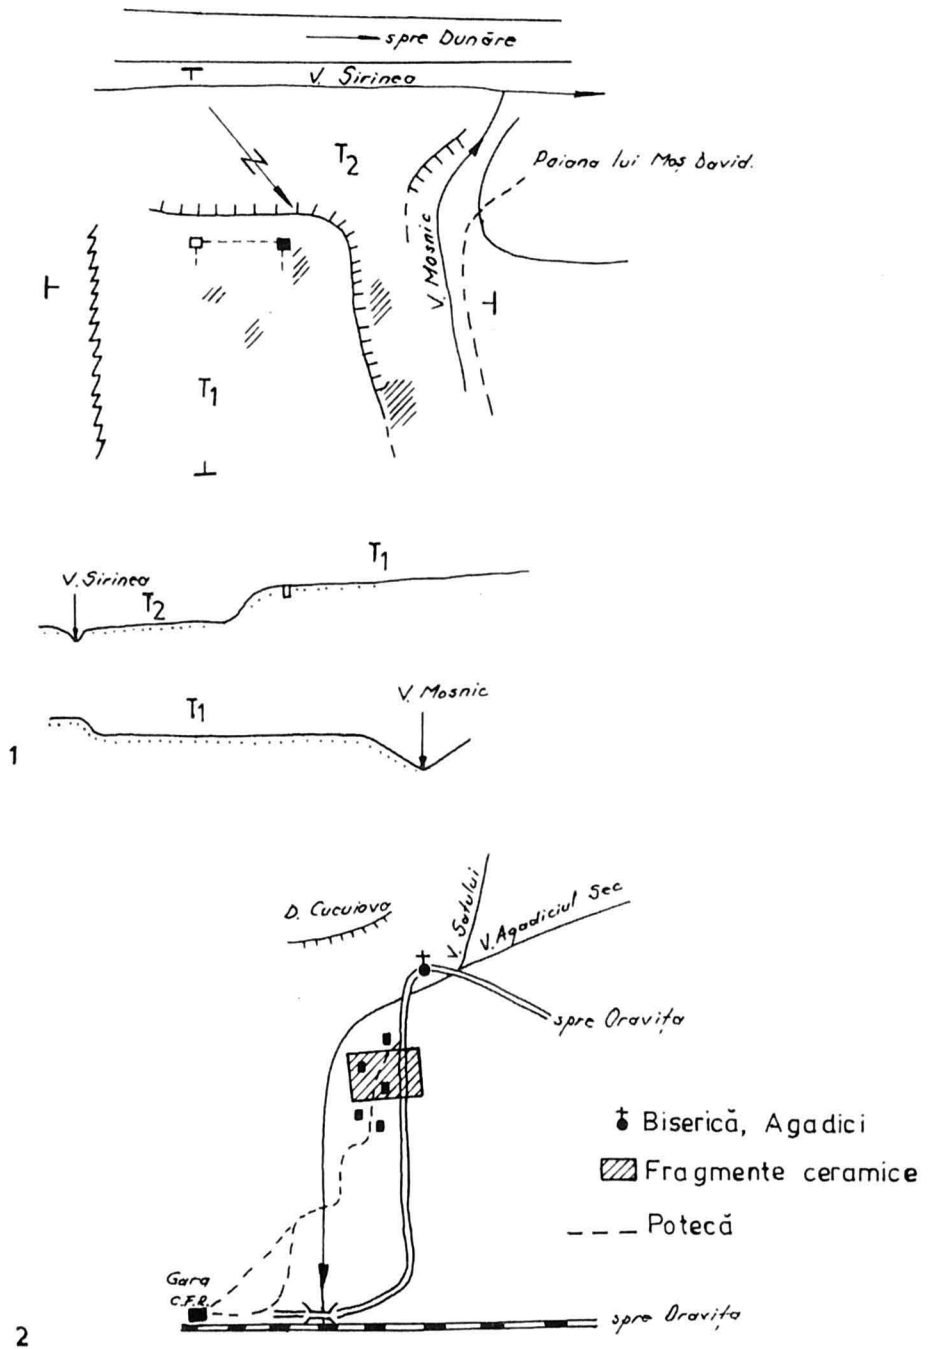 spre Dunăre
V. Sirinea
T2
Poiana lui Moș David.
V. Mosnic
T1
T1
V. Sirinea
T2
V. Mosnic
T1
1
D. Cucuiova
V. Satului
V. Agadiciul Sec
spre Oravița
Biserică, Agadici
Fragmente ceramice
Potecă
Gara
C.F.R.
spre Oravița
2